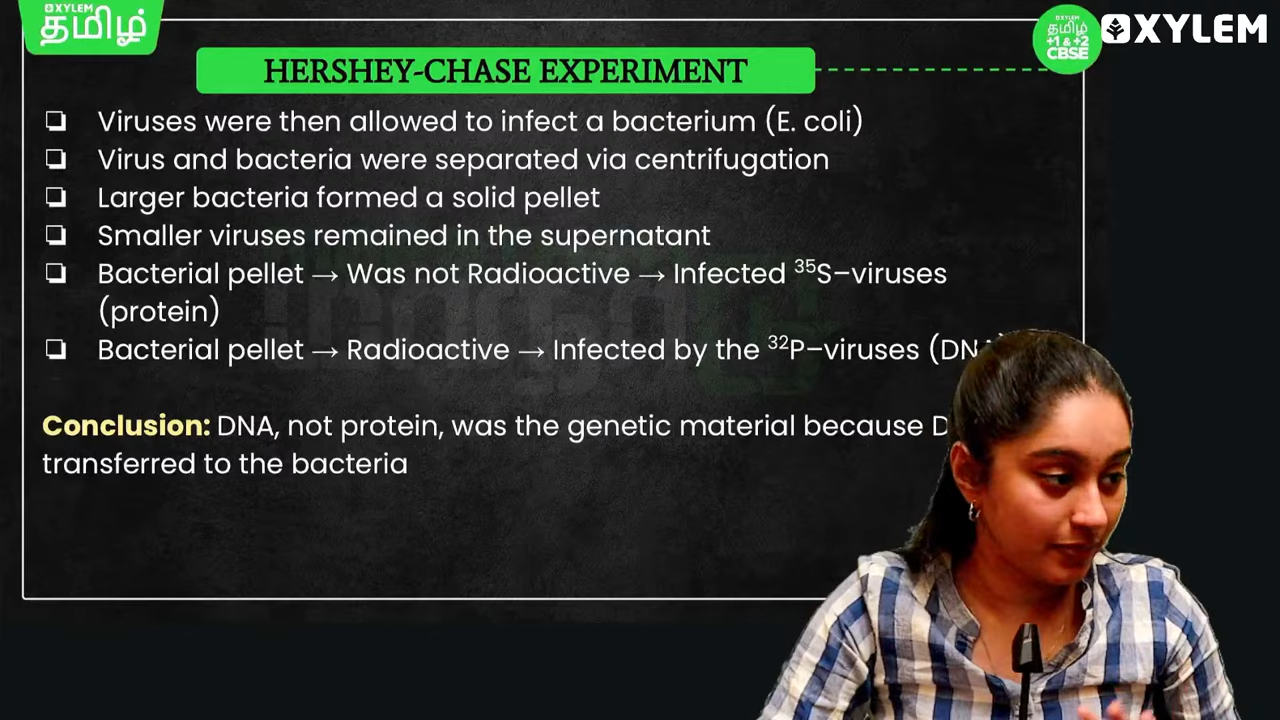 XYLEM
தமிழ்
XYLEM
தமிழ்
+1 & +2
CBSE
XYLEM
HERSHEY-CHASE EXPERIMENT
❏ Viruses were then allowed to infect a bacterium (E. coli)
❏ Virus and bacteria were separated via centrifugation
❏ Larger bacteria formed a solid pellet
❏ Smaller viruses remained in the supernatant
❏ Bacterial pellet → Was not Radioactive → Infected ³⁵S–viruses
(protein)
❏ Bacterial pellet → Radioactive → Infected by the ³²P–viruses
Conclusion: DNA, not protein, was the genetic material because
transferred to the bacteria